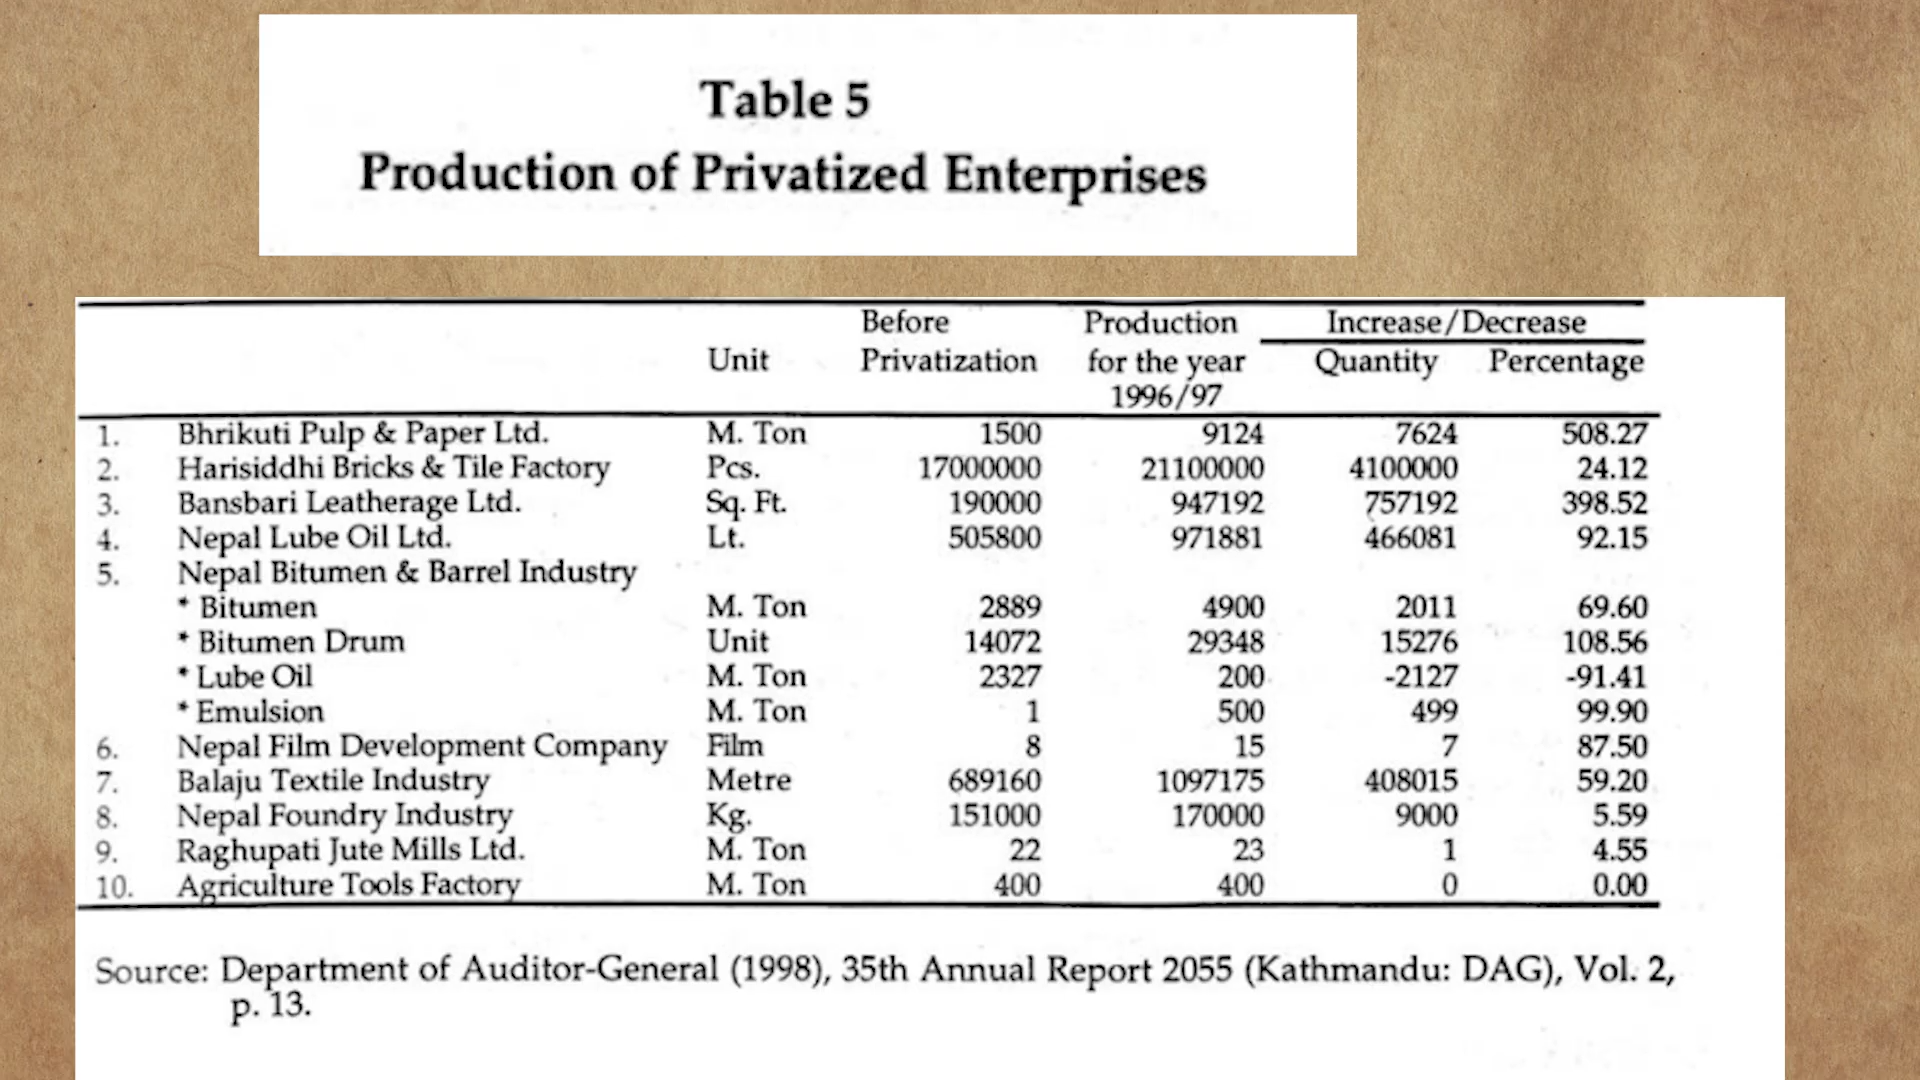 Table 5
Production of Privatized Enterprises
Before Production Increase/Decrease
Unit Privatization for the year Quantity Percentage
1996/97
1. Bhrikuti Pulp & Paper Ltd. M. Ton 1500 9124 7624 508.27
2. Harisiddhi Bricks & Tile Factory Pcs. 17000000 21100000 4100000 24.12
3. Bansbari Leatherage Ltd. Sq. Ft. 190000 947192 757192 398.52
4. Nepal Lube Oil Ltd. Lt. 505800 971881 466081 92.15
5. Nepal Bitumen & Barrel Industry
* Bitumen M. Ton 2889 4900 2011 69.60
* Bitumen Drum Unit 14072 29348 15276 108.56
* Lube Oil M. Ton 2327 200 -2127 -91.41
* Emulsion M. Ton 1 500 499 99.90
6. Nepal Film Development Company Film 8 15 7 87.50
7. Balaju Textile Industry Metre 689160 1097175 408015 59.20
8. Nepal Foundry Industry Kg. 151000 170000 9000 5.59
9. Raghupati Jute Mills Ltd. M. Ton 22 23 1 4.55
10. Agriculture Tools Factory M. Ton 400 400 0 0.00
Source: Department of Auditor-General (1998), 35th Annual Report 2055 (Kathmandu: DAG), Vol. 2,
p. 13.